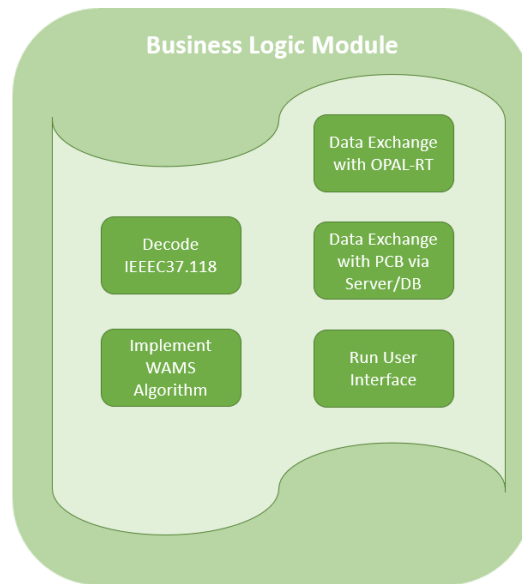 Business Logic Module
Data Exchange
with OPAL-RT
Decode
IEEEC37.118
Data Exchange
with PCB via
Server/DB
Implement
WAMS
Algorithm
Run User
Interface